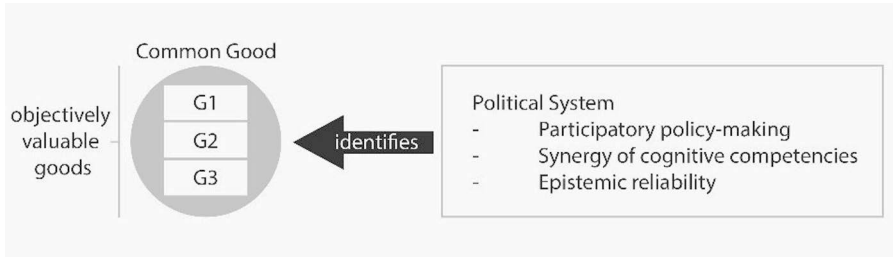 Common Good
objectively
valuable
goods
G1
G2
G3
identifies
Political System
- Participatory policy-making
- Synergy of cognitive competencies
- Epistemic reliability